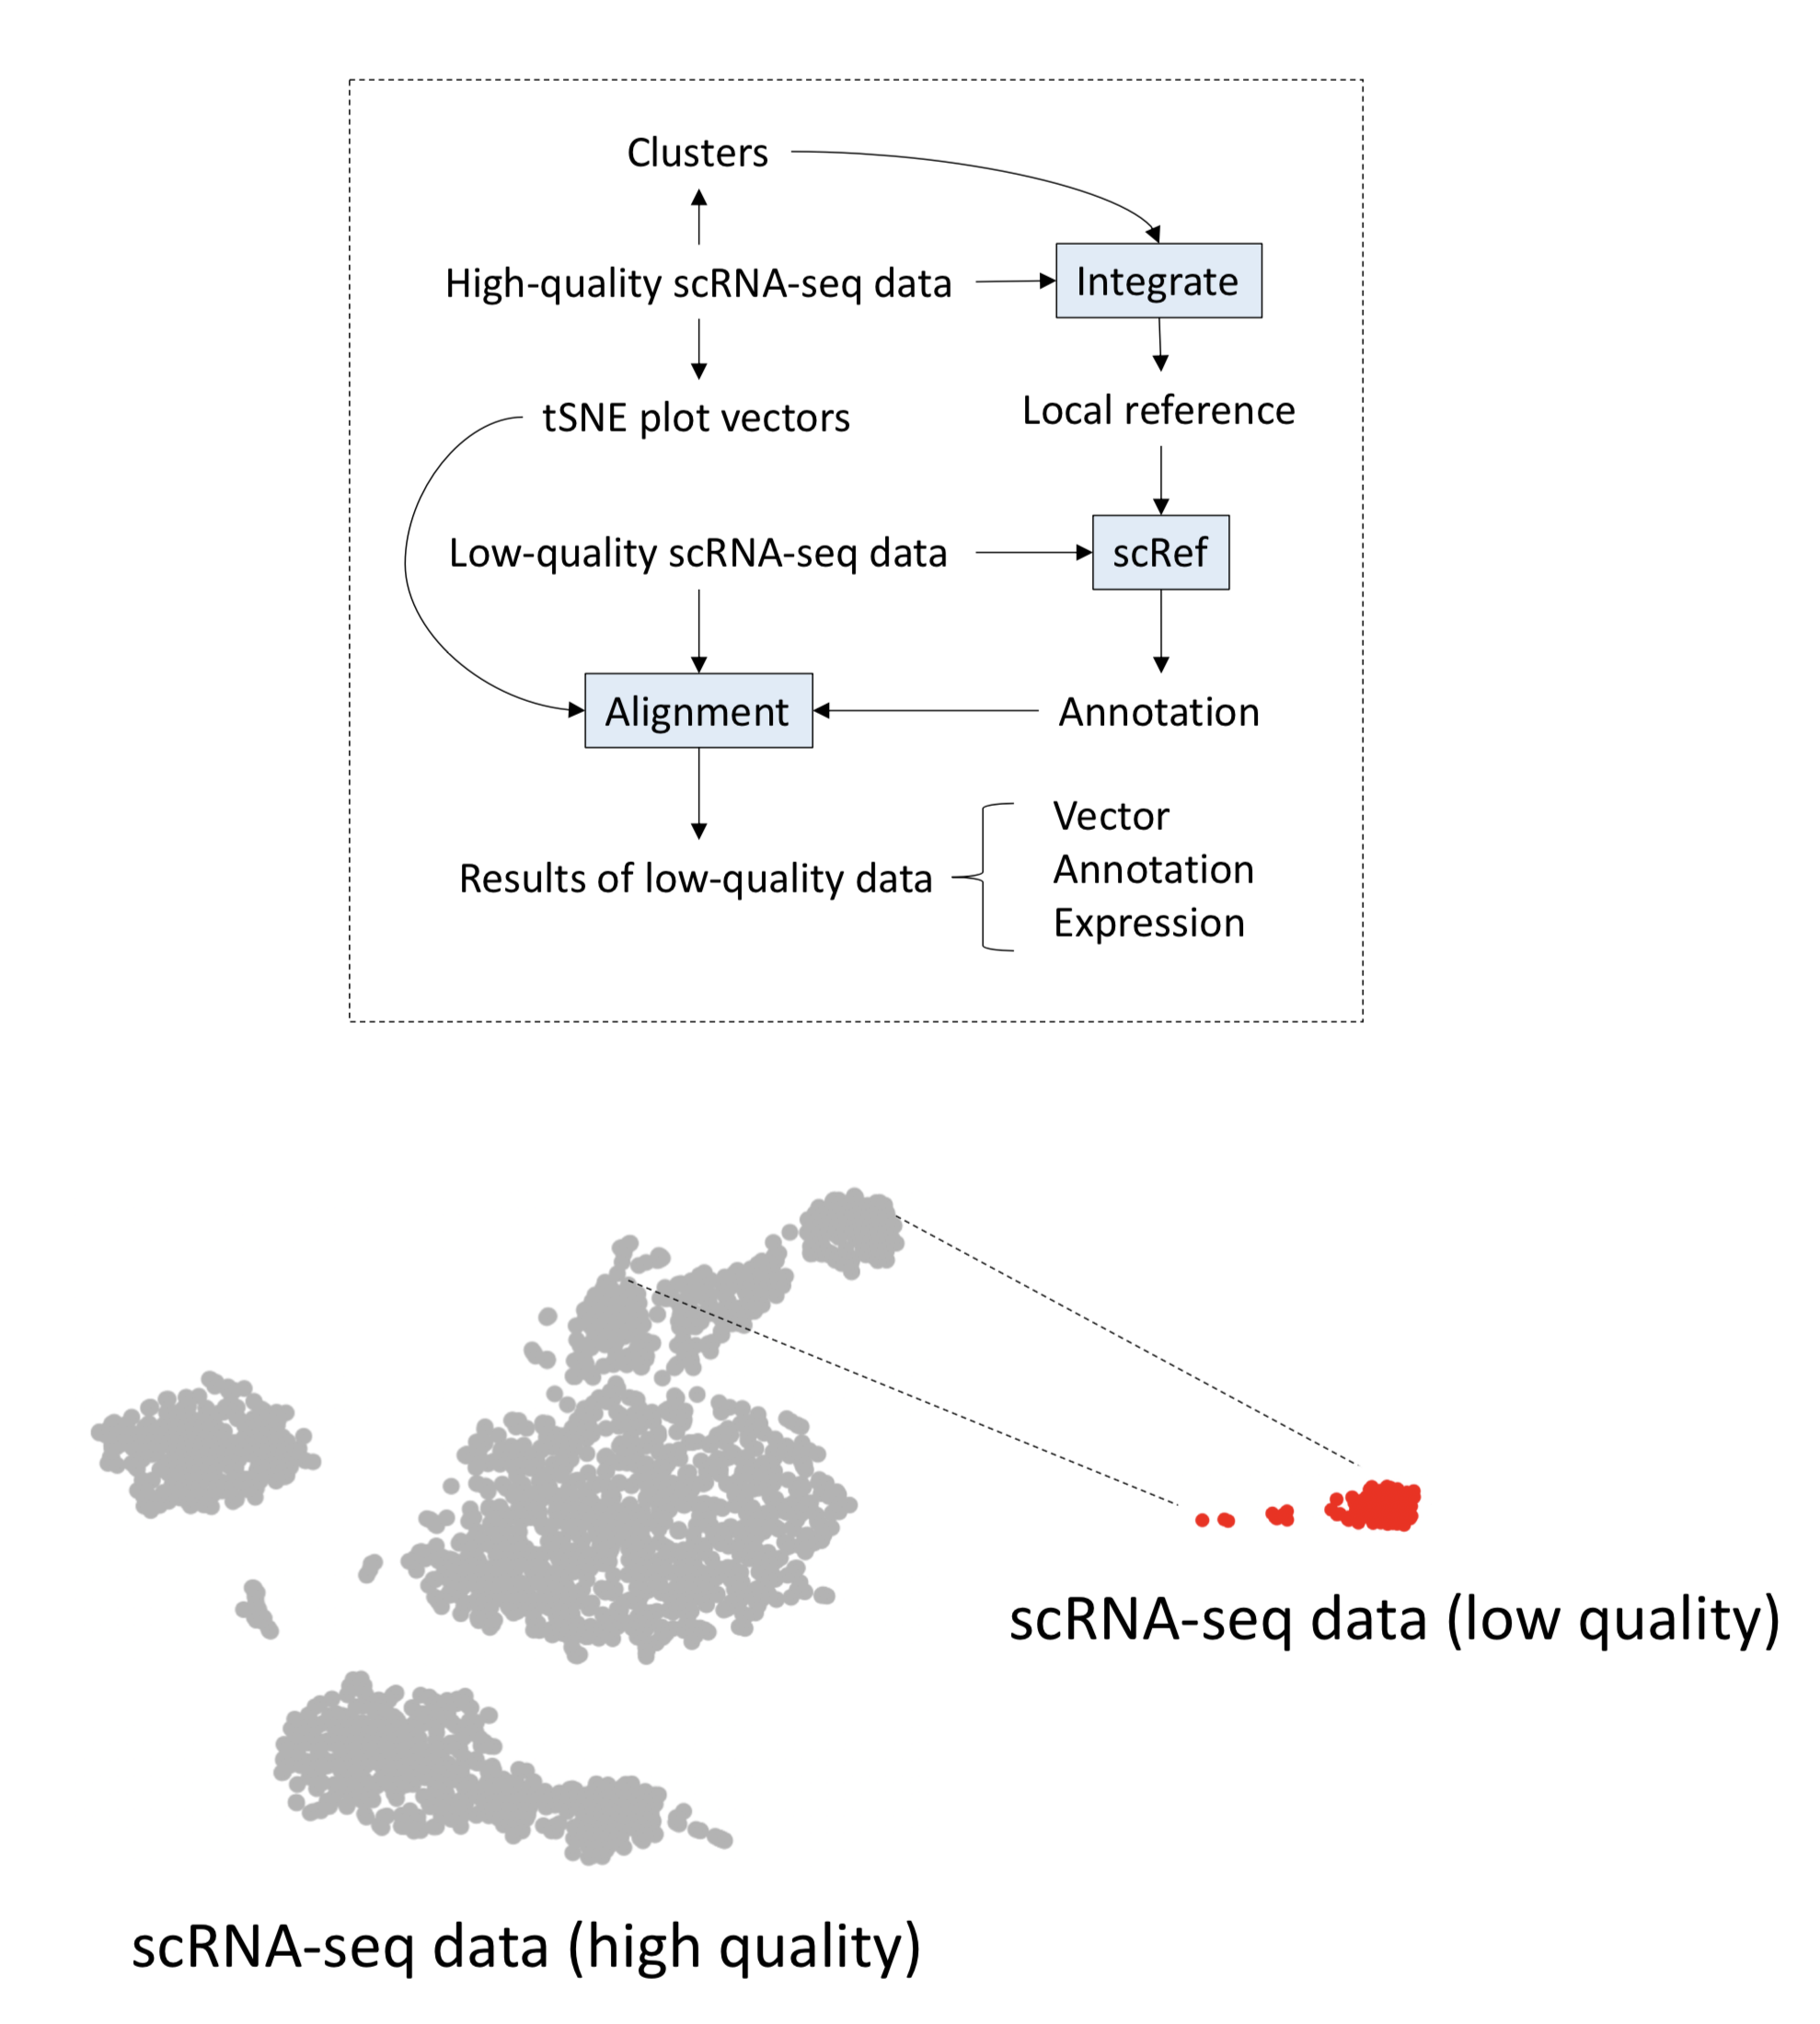 Clusters
High-quality scRNA-seq data
Integrate
tSNE plot vectors
Local reference
Low-quality scRNA-seq data
scRef
Alignment
Annotation
Results of low-quality data
Vector
Annotation
Expression
scRNA-seq data (low quality)
scRNA-seq data (high quality)